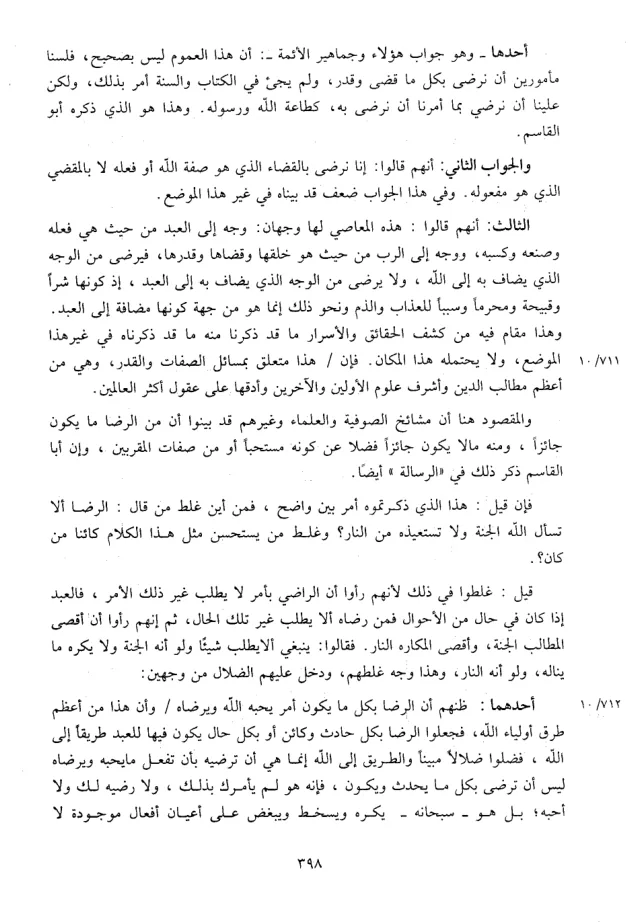 أحدها ـ وهو جواب هؤلاء وجماهير الأئمة ـ: أن هذا العموم ليس بصحيح، فلسنا
مأمورين أن نرضى بكل ما قضى وقدر، ولم يجئ في الكتاب والسنة أمر بذلك، ولكن
علينا أن نرضي بما أمرنا أن نرضى به، كطاعة الله ورسوله. وهذا هو الذي ذكره أبو
القاسم.
والجواب الثاني: أنهم قالوا: إنا نرضى بالقضاء الذي هو صفة الله أو فعله لا بالمقضي
الذي هو مفعوله. وفي هذا الجواب ضعف قد بيناه في غير هذا الموضع.
الثالث: أنهم قالوا : هذه المعاصي لها وجهان: وجه إلى العبد من حيث هي فعله
وصنعه وكسبه، ووجه إلى الرب من حيث هو خلقها وقضاها وقدرها، فيرضى من الوجه
الذي يضاف به إلى الله ، ولا يرضى من الوجه الذي يضاف به إلى العبد ، إذ كونها شراً
وقبيحة ومحرماً وسبباً للعذاب والذم ونحو ذلك إنما هو من جهة كونها مضافة إلى العبد.
وهذا مقام فيه من كشف الحقائق والأسرار ما قد ذكرنا منه ما قد ذكرناه في غيرهذا
الموضع، ولا يحتمله هذا المكان. فإن / هذا متعلق بمسائل الصفات والقدر، وهي من
١٠/٧١١
أعظم مطالب الدين وأشرف علوم الأولين والآخرين وأدقها على عقول أكثر العالمين.
والمقصود هنا أن مشائخ الصوفية والعلماء وغيرهم قد بينوا أن من الرضا ما يكون
جائزاً ، ومنه مالا يكون جائزاً فضلا عن كونه مستحباً أو من صفات المقربين ، وإن أبا
القاسم ذكر ذلك في «الرسالة » أيضًا.
فإن قيل : هذا الذي ذكرتموه أمر بين واضح ، فمن أين غلط من قال : الرضا ألا
تسأل الله الجنة ولا تستعيذه من النار؟ وغلط من يستحسن مثل هذا الكلام كائنا من
كان؟.
قيل : غلطوا في ذلك لأنهم رأوا أن الراضي بأمر لا يطلب غير ذلك الأمر ، فالعبد
إذا كان في حال من الأحوال فمن رضاه ألا يطلب غير تلك الحال، ثم إنهم رأوا أن أقصى
المطالب الجنة، وأقصى المكاره النار. فقالوا: ينبغي ألايطلب شيئًا ولو أنه الجنة ولا يكره ما
يناله، ولو أنه النار، وهذا وجه غلطهم، ودخل عليهم الضلال من وجهين:
أحدهما : ظنهم أن الرضا بكل ما يكون أمر يحبه الله ويرضاه / وأن هذا من أعظم
١٠/٧١٢
طرق أولياء الله، فجعلوا الرضا بكل حادث وكائن أو بكل حال يكون فيها للعبد طريقاً إلى
الله ، فضلوا ضلالاً مبيناً والطريق إلى الله إنما هي أن ترضيه بأن تفعل مايحبه ويرضاه
ليس أن ترضى بكل ما يحدث ويكون ، فإنه هو لم يأمرك بذلك ، ولا رضيه لك ولا
أحبه؛ بل هو ـ سبحانه ـ يكره ويسخط ويبغض على أعيان أفعال موجودة لا
٣٩٨